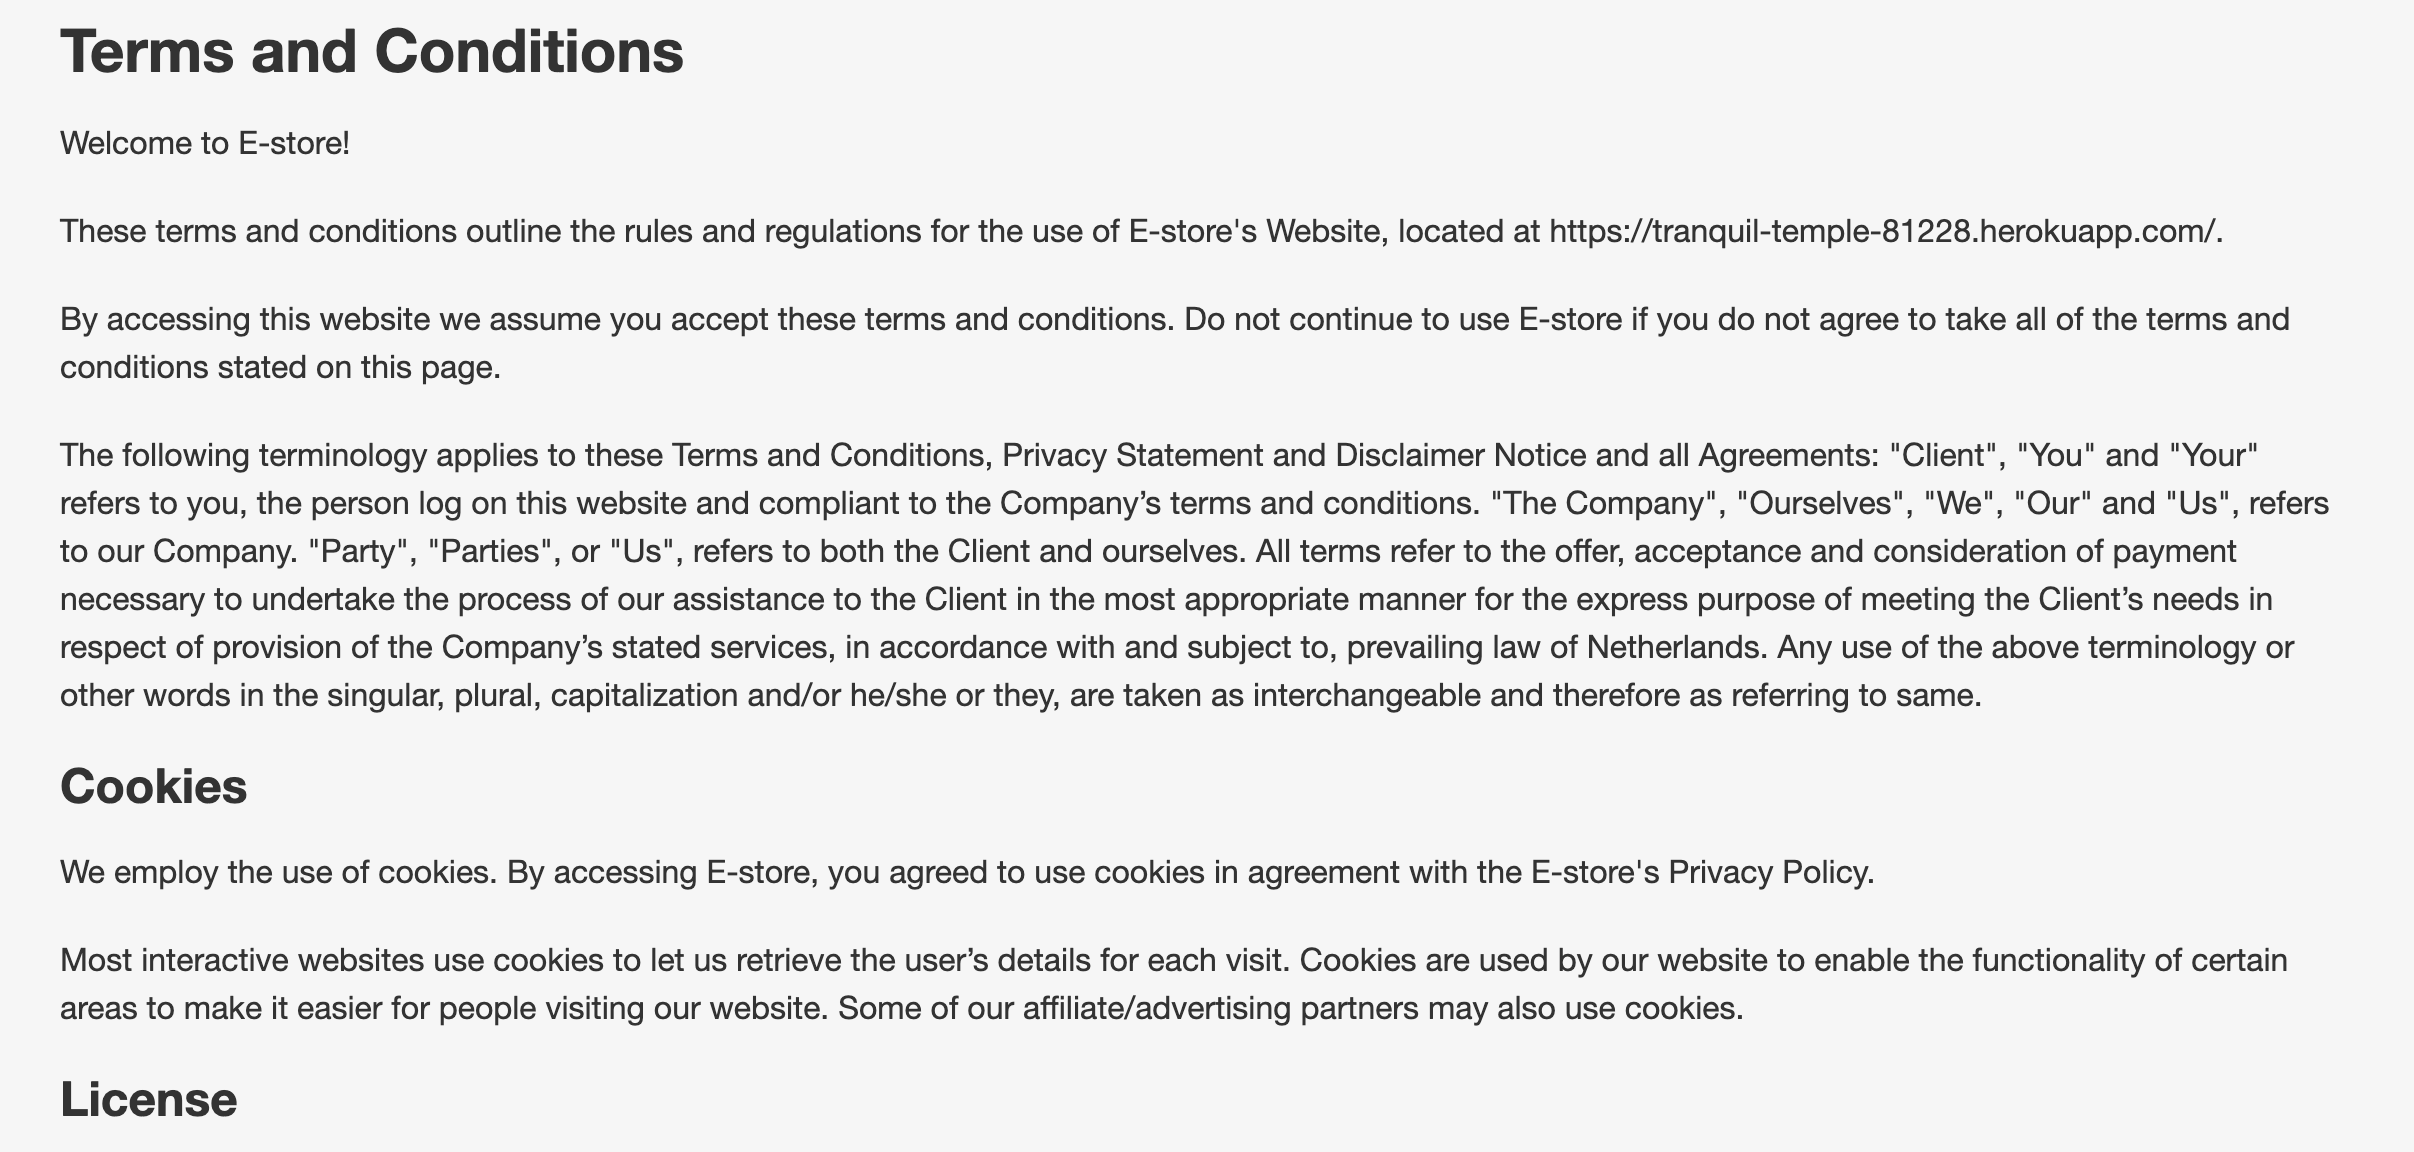 Terms and Conditions
Welcome to E-store!
These terms and conditions outline the rules and regulations for the use of E-store's Website, located at https://tranquil-temple-81228.herokuapp.com/.
By accessing this website we assume you accept these terms and conditions. Do not continue to use E-store if you do not agree to take all of the terms and
conditions stated on this page.
The following terminology applies to these Terms and Conditions, Privacy Statement and Disclaimer Notice and all Agreements: "Client", "You" and "Your"
refers to you, the person log on this website and compliant to the Company’s terms and conditions. "The Company", "Ourselves", "We", "Our" and "Us", refers
to our Company. "Party", "Parties", or "Us", refers to both the Client and ourselves. All terms refer to the offer, acceptance and consideration of payment
necessary to undertake the process of our assistance to the Client in the most appropriate manner for the express purpose of meeting the Client’s needs in
respect of provision of the Company’s stated services, in accordance with and subject to, prevailing law of Netherlands. Any use of the above terminology or
other words in the singular, plural, capitalization and/or he/she or they, are taken as interchangeable and therefore as referring to same.
Cookies
We employ the use of cookies. By accessing E-store, you agreed to use cookies in agreement with the E-store's Privacy Policy.
Most interactive websites use cookies to let us retrieve the user’s details for each visit. Cookies are used by our website to enable the functionality of certain
areas to make it easier for people visiting our website. Some of our affiliate/advertising partners may also use cookies.
License